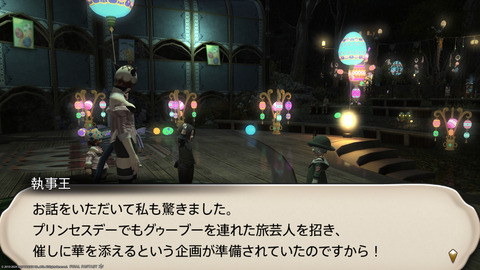 執事王
お話をいただいて私も驚きました。
プリンセスデーでもグゥーブーを連れた旅芸人を招き、
催しに華を添えるという企画が準備されていたのですから！
FINAL FANTASY XIV